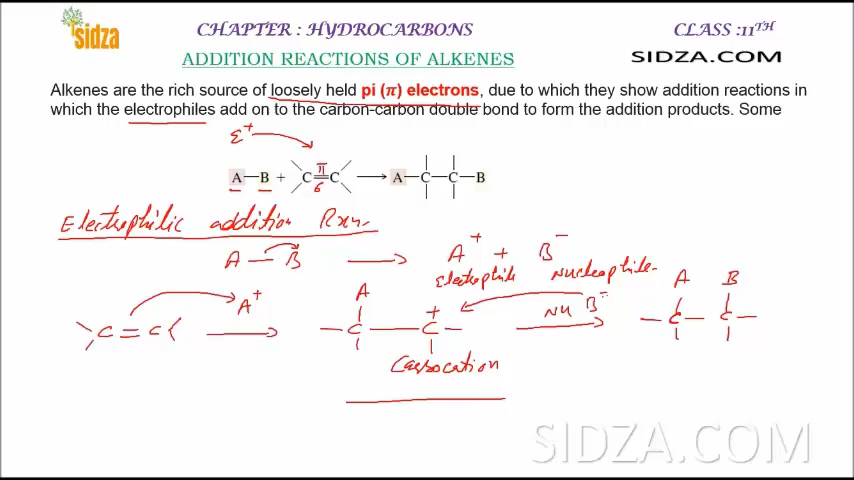 sidza
CHAPTER : HYDROCARBONS CLASS :11TH
ADDITION REACTIONS OF ALKENES SIDZA.COM
Alkenes are the rich source of loosely held pi (π) electrons, due to which they show addition reactions in
which the electrophiles add on to the carbon-carbon double bond to form the addition products. Some
E+
π
A—B + C=C → A—C—C—B
6
Electrophilic addition Rxn.
A — B → A+ + B−
Electrophile Nucleophile.
A A B
A+ + Nu B−
C = C → C — C → C — C
Carbocation
SIDZA.COM